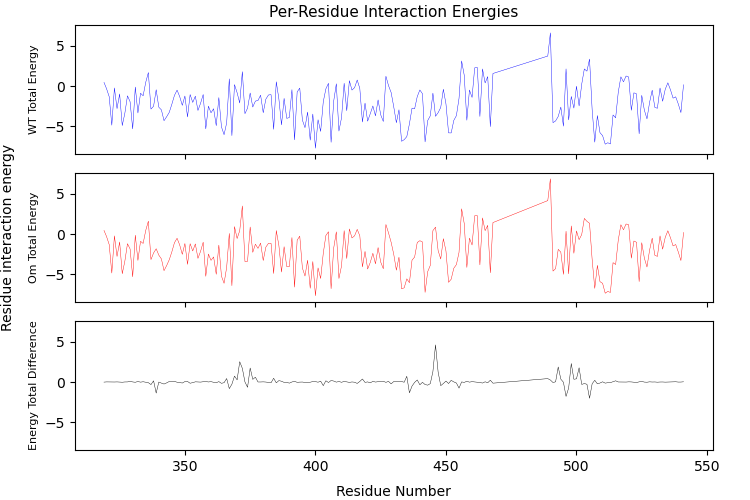 Per-Residue Interaction Energies
Residue interaction energy
WT Total Energy
5
0
−5
Om Total Energy
5
0
−5
Energy Total Difference
5
0
−5
350
400
450
500
550
Residue Number